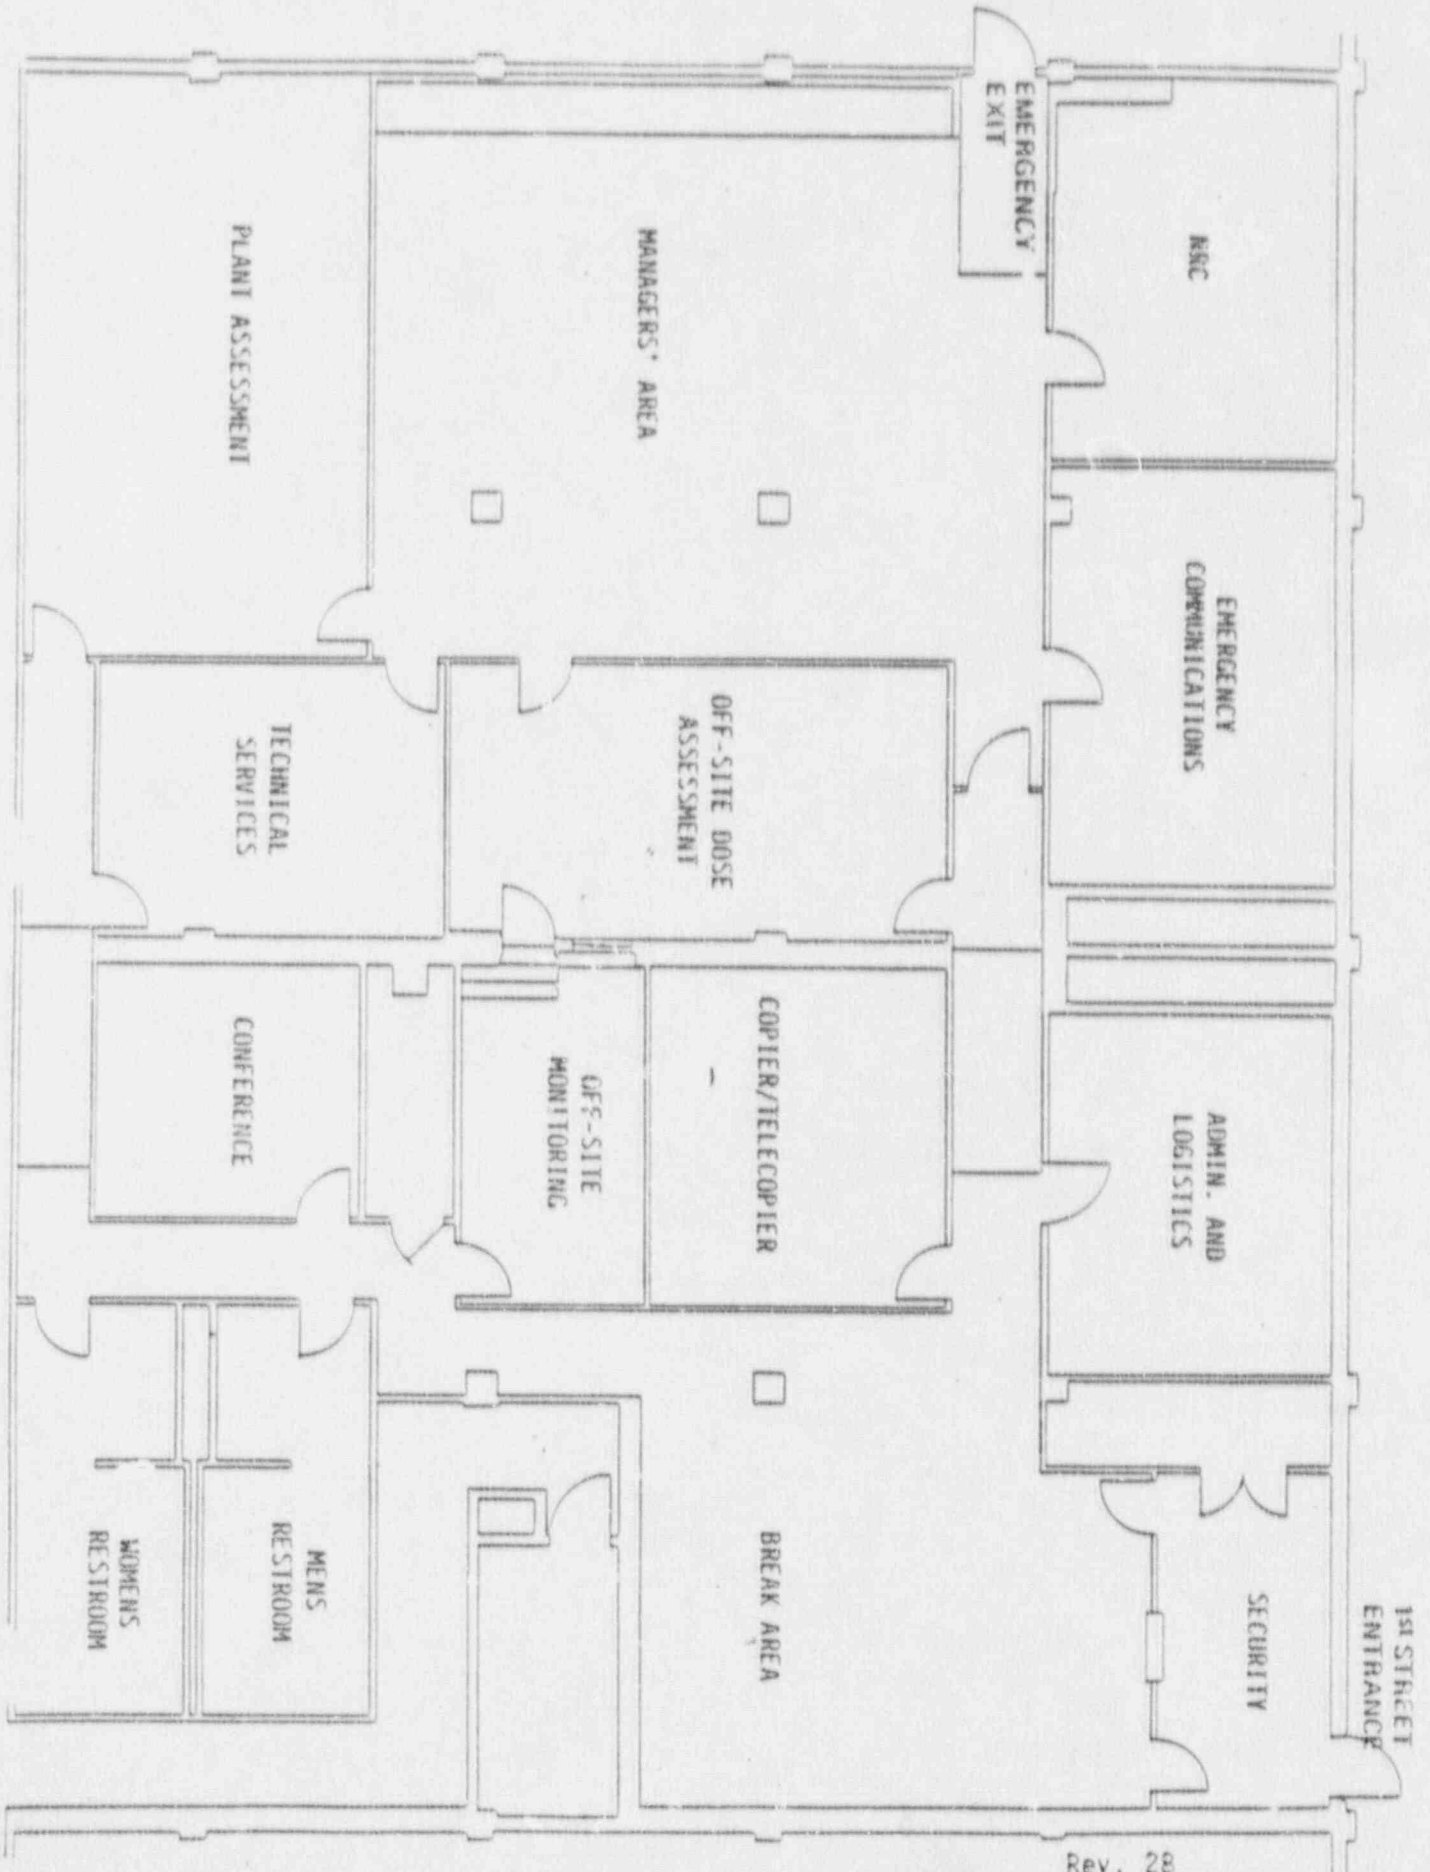 1st STREET
ENTRANCE
EMERGENCY
EXIT
NRC
EMERGENCY
COMMUNICATIONS
ADMIN. AND
LOGISTICS
SECURITY
MANAGERS' AREA
OFF-SITE DOSE
ASSESSMENT
COPIER/TELECOPIER
BREAK AREA
OFF-SITE
MONITORING
PLANT ASSESSMENT
TECHNICAL
SERVICES
CONFERENCE
MENS
RESTROOM
WOMENS
RESTROOM
Rev. 28